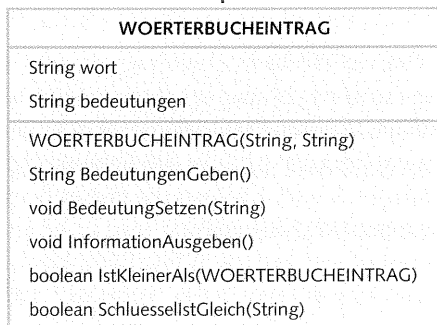 WOERTERBUCHEINTRAG
String wort
String bedeutungen
WOERTERBUCHEINTRAG(String, String)
String BedeutungenGeben()
void BedeutungSetzen(String)
void InformationAusgeben()
boolean IstKleinerAls(WOERTERBUCHEINTRAG)
boolean SchluesselIstGleich(String)